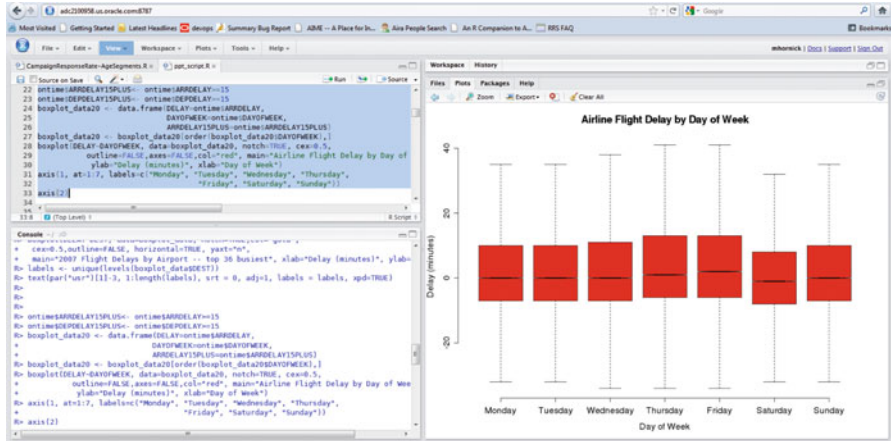 adc2100958.us.oracle.com:8787
Google
Most Visited Getting Started Latest Headlines devops Summary Bug Report AIME -- A Place for In... Aira People Search An R Companion to A... RRS FAQ
Bookmarks
File Edit View Workspace Plots Tools Help
mhornick | Docs | Support | Sign Out
CampaignResponseRate-AgeSegments.R ppt_script.R
Source on Save Run Source
22 ontime$ARRDELAY15PLUS<- ontime$ARRDELAY>=15
23 ontime$DEPDELAY15PLUS<- ontime$DEPDELAY>=15
24 boxplot_data20 <- data.frame(DELAY=ontime$ARRDELAY,
25 DAYOFWEEK=ontime$DAYOFWEEK,
26 ARRDELAY15PLUS=ontime$ARRDELAY15PLUS)
27 boxplot_data20 <- boxplot_data20[order(boxplot_data20$DAYOFWEEK),]
28 boxplot(DELAY~DAYOFWEEK, data=boxplot_data20, notch=TRUE, cex=0.5,
29 outline=FALSE,axes=FALSE,col="red", main="Airline Flight Delay by Day of
30 ylab="Delay (minutes)", xlab="Day of Week")
31 axis(1, at=1:7, labels=c("Monday", "Tuesday", "Wednesday", "Thursday",
32 "Friday", "Saturday", "Sunday"))
33 axis(2)
34
33:8 (Top Level) R Script
Console ~/
+ cex=0.5,outline=FALSE, horizontal=TRUE, yaxt="n",
+ main="2007 Flight Delays by Airport -- top 36 busiest", xlab="Delay (minutes)", ylab=
R> labels <- unique(levels(boxplot_data$DEST))
R> text(par("usr")[1]-3, 1:length(labels), srt = 0, adj=1, labels = labels, xpd=TRUE)
R>
R>
R>
R> ontime$ARRDELAY15PLUS<- ontime$ARRDELAY>=15
R> ontime$DEPDELAY15PLUS<- ontime$DEPDELAY>=15
R> boxplot_data20 <- data.frame(DELAY=ontime$ARRDELAY,
+ DAYOFWEEK=ontime$DAYOFWEEK,
+ ARRDELAY15PLUS=ontime$ARRDELAY15PLUS)
R> boxplot_data20 <- boxplot_data20[order(boxplot_data20$DAYOFWEEK),]
R> boxplot(DELAY~DAYOFWEEK, data=boxplot_data20, notch=TRUE, cex=0.5,
+ outline=FALSE,axes=FALSE,col="red", main="Airline Flight Delay by Day of Wee
+ ylab="Delay (minutes)", xlab="Day of Week")
R> axis(1, at=1:7, labels=c("Monday", "Tuesday", "Wednesday", "Thursday",
+ "Friday", "Saturday", "Sunday"))
R> axis(2)
Workspace History
Files Plots Packages Help
Zoom Export Clear All
Airline Flight Delay by Day of Week
40
20
0
-20
Delay (minutes)
Monday Tuesday Wednesday Thursday Friday Saturday Sunday
Day of Week